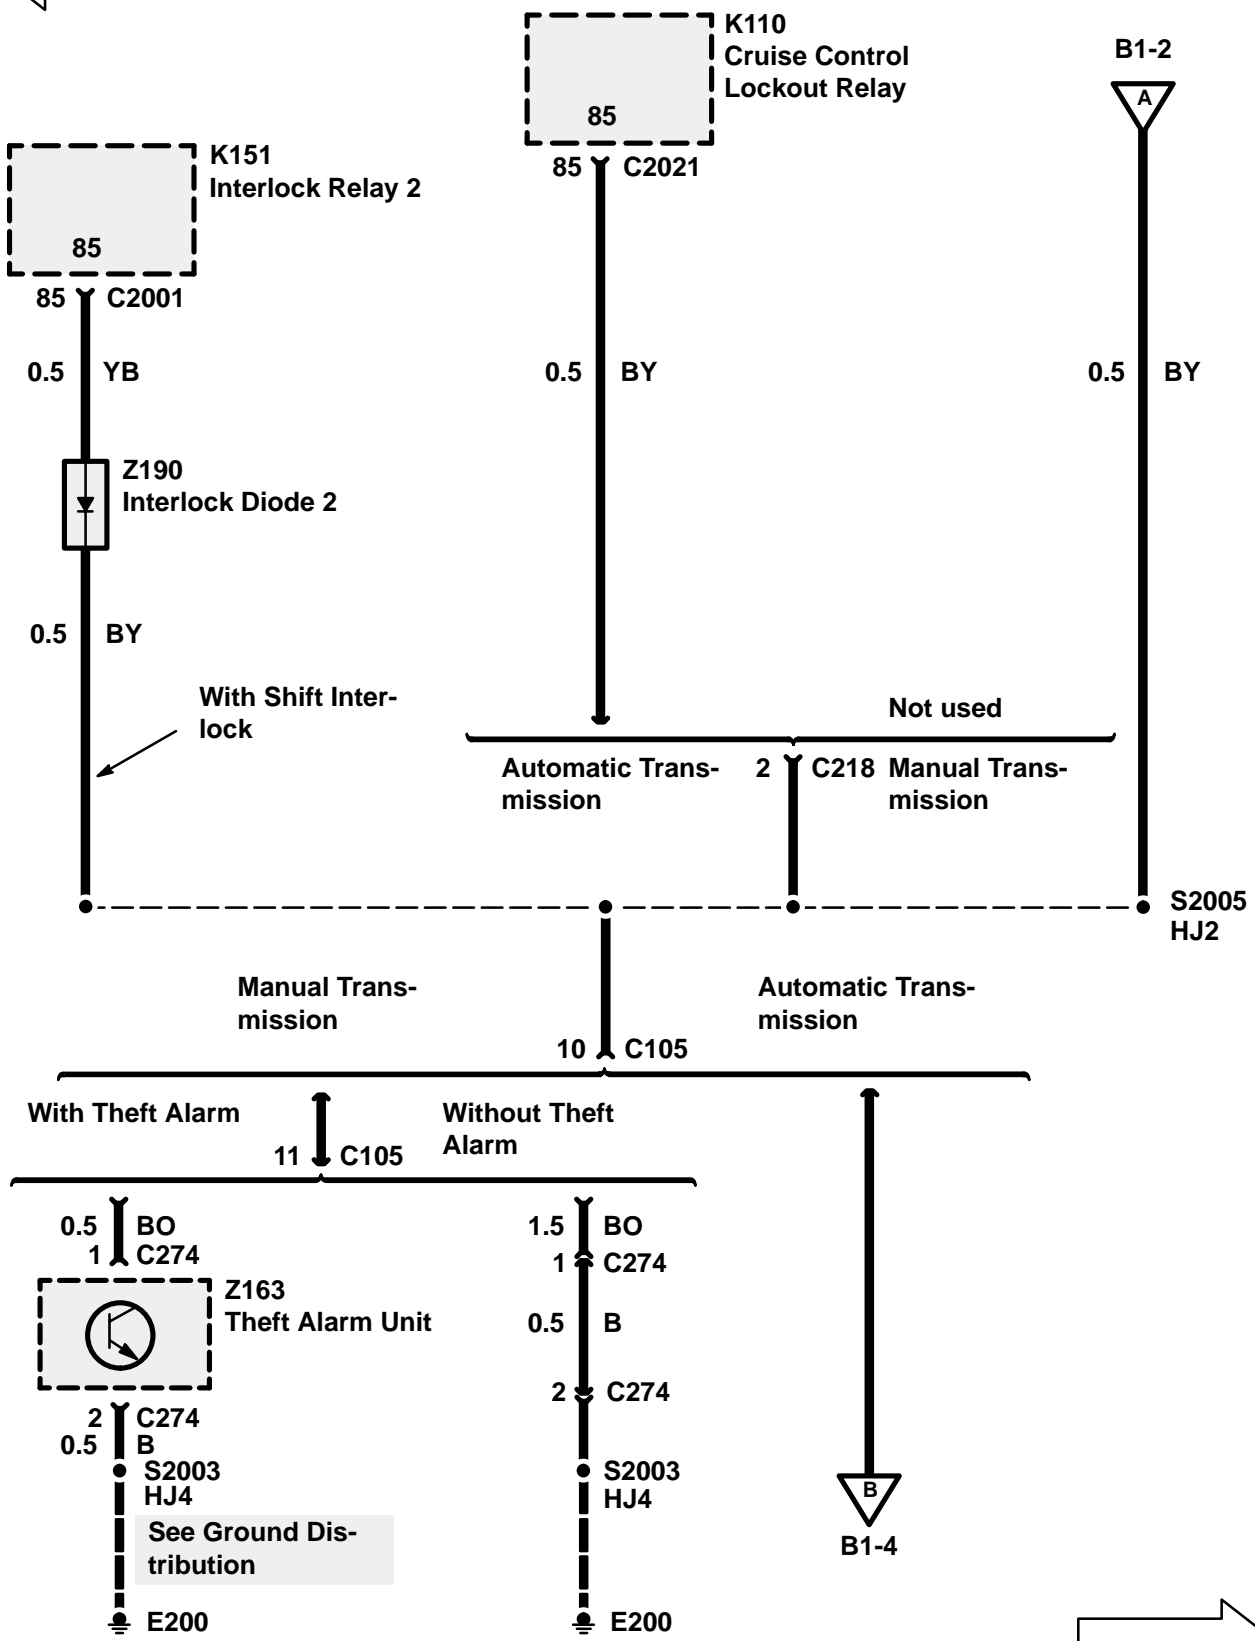 K110
Cruise Control
Lockout Relay
85
85 C2021
B1-2
A
K151
Interlock Relay 2
85
85 C2001
0.5 YB
0.5 BY
0.5 BY
Z190
Interlock Diode 2
0.5 BY
With Shift Inter-
lock
Not used
Automatic Trans-
mission
2 C218
Manual Trans-
mission
S2005
HJ2
Manual Trans-
mission
Automatic Trans-
mission
10 C105
With Theft Alarm
Without Theft
Alarm
11 C105
0.5 BO
1 C274
Z163
Theft Alarm Unit
2 C274
0.5 B
S2003
HJ4
See Ground Dis-
tribution
E200
1.5 BO
1 C274
0.5 B
2 C274
S2003
HJ4
E200
B
B1-4